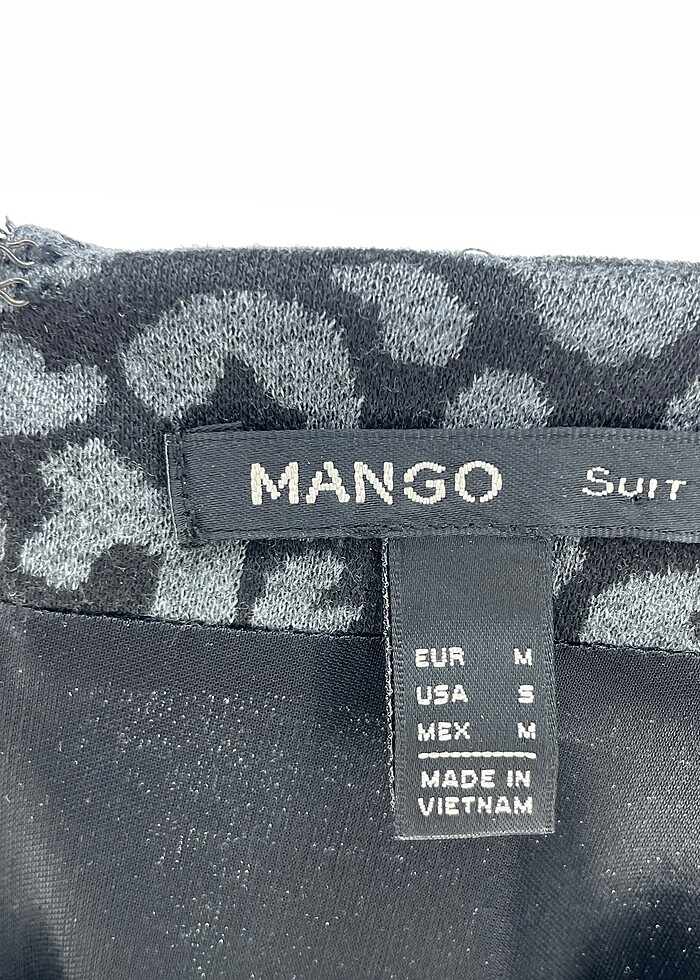 MANGO SUIT
EUR M
USA S
MEX M
MADE IN
VIETNAM